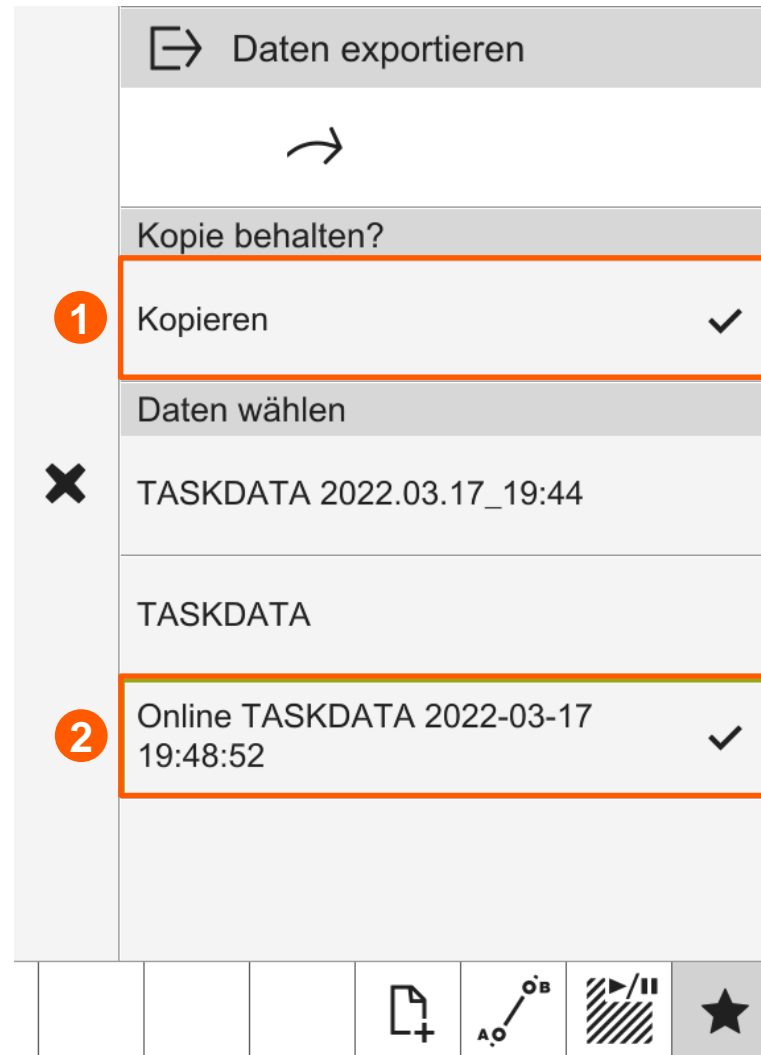 Daten exportieren
Kopie behalten?
1
Kopieren
Daten wählen
TASKDATA 2022.03.17_19:44
TASKDATA
2
Online TASKDATA 2022-03-17
19:48:52
B
A